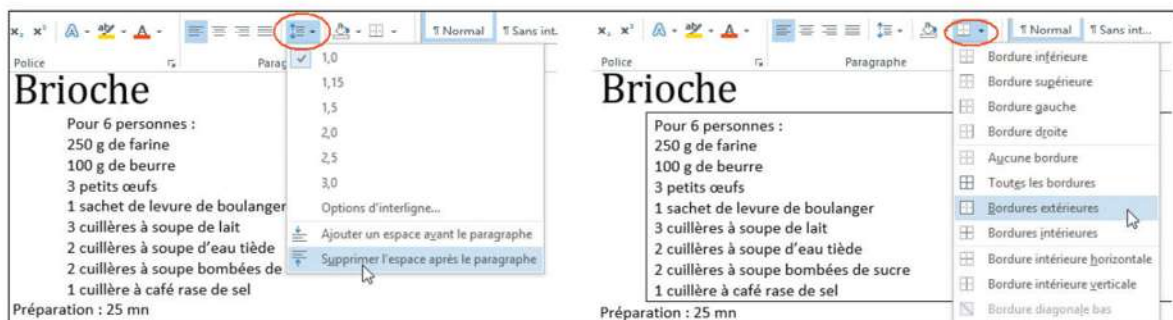 ¶ Normal ¶ Sans int.
Police Parag
1,0
1,15
1,5
2,0
2,5
3,0
Options d'interligne...
Ajouter un espace avant le paragraphe
Supprimer l'espace après le paragraphe
Brioche
Pour 6 personnes :
250 g de farine
100 g de beurre
3 petits œufs
1 sachet de levure de boulanger
3 cuillères à soupe de lait
2 cuillères à soupe d'eau tiède
2 cuillères à soupe bombées de
1 cuillère à café rase de sel
Préparation : 25 mn
¶ Normal ¶ Sans int...
Police Paragraphe
Bordure inférieure
Bordure supérieure
Bordure gauche
Bordure droite
Aucune bordure
Toutes les bordures
Bordures extérieures
Bordures intérieures
Bordure intérieure horizontale
Bordure intérieure verticale
Bordure diagonale bas
Brioche
Pour 6 personnes :
250 g de farine
100 g de beurre
3 petits œufs
1 sachet de levure de boulanger
3 cuillères à soupe de lait
2 cuillères à soupe d'eau tiède
2 cuillères à soupe bombées de sucre
1 cuillère à café rase de sel
Préparation : 25 mn